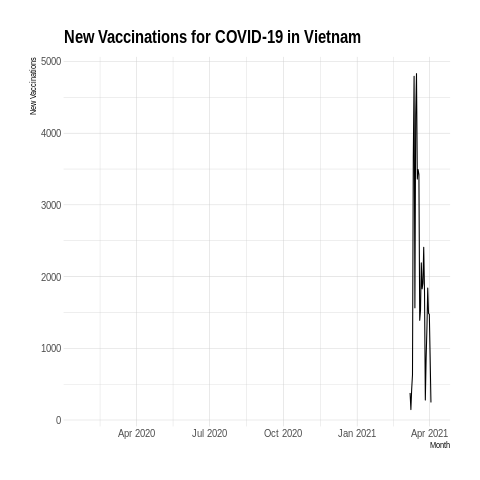 New Vaccinations for COVID-19 in Vietnam
New Vaccinations
5000
4000
3000
2000
1000
0
Apr 2020 Jul 2020 Oct 2020 Jan 2021 Apr 2021
Month